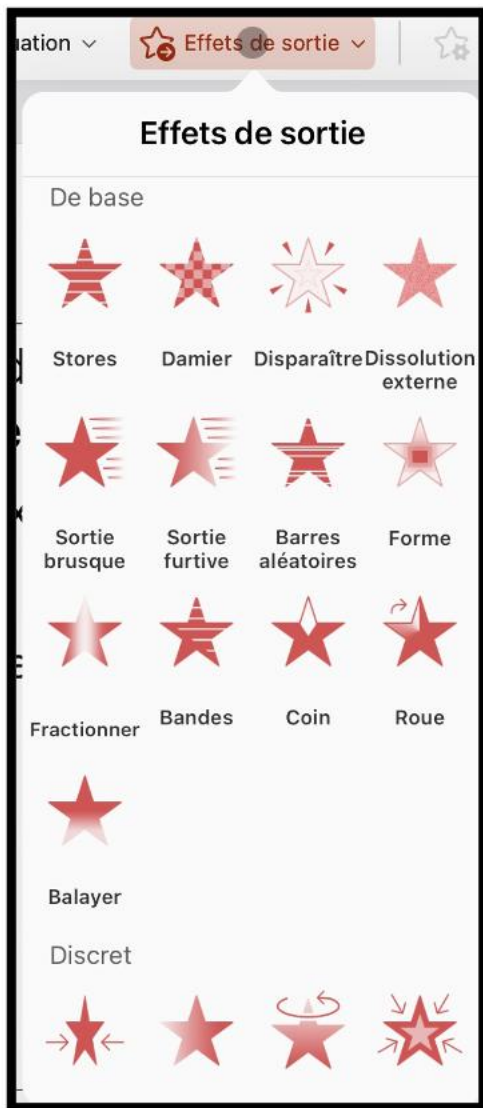 uation
Effets de sortie
Effets de sortie
De base
Stores
Damier
Disparaître
Dissolution
externe
Sortie
brusque
Sortie
furtive
Barres
aléatoires
Forme
Fractionner
Bandes
Coin
Roue
Balayer
Discret